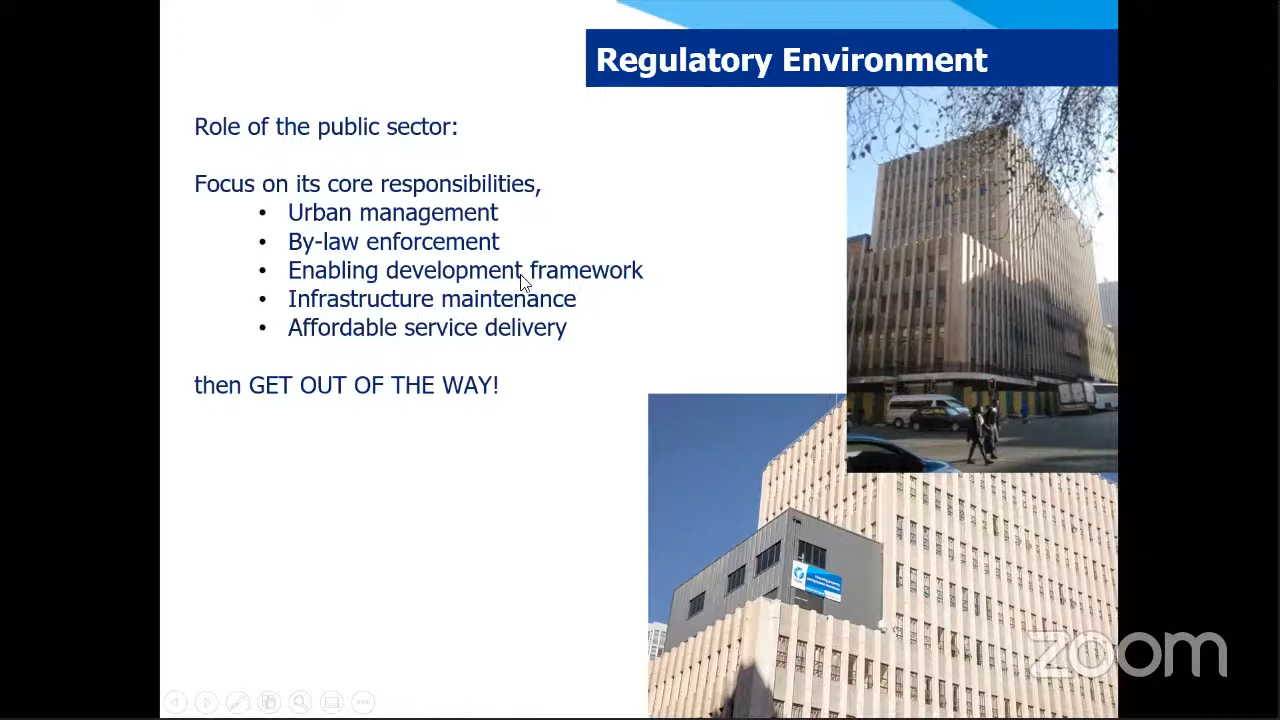 Regulatory Environment
Role of the public sector:
Focus on its core responsibilities,
• Urban management
• By-law enforcement
• Enabling development framework
• Infrastructure maintenance
• Affordable service delivery
then GET OUT OF THE WAY!
zoom